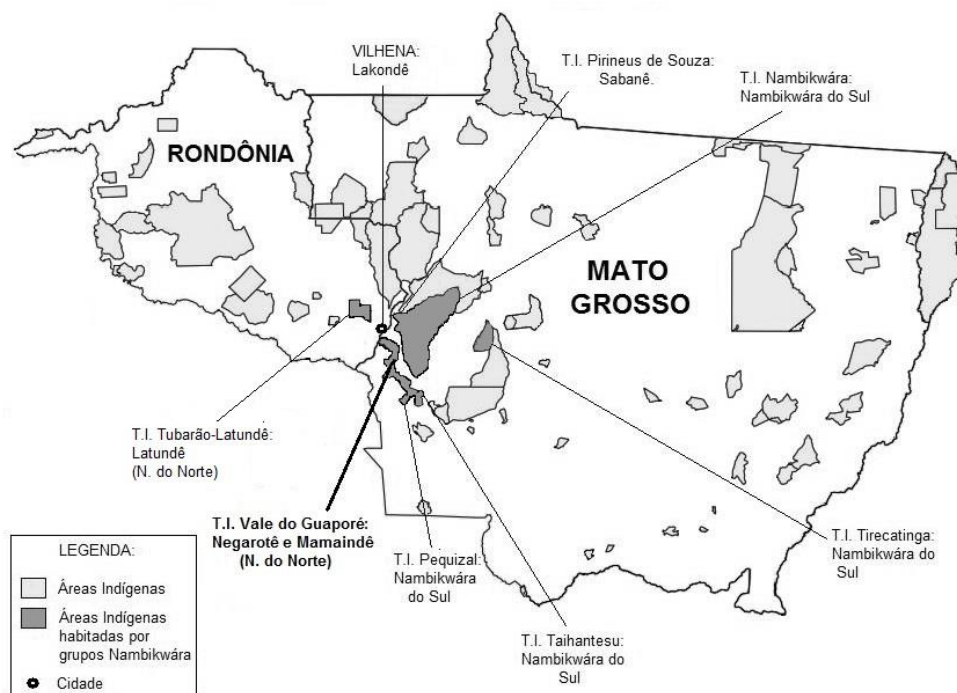 VILHENA:
Lakondê
T.I. Pirineus de Souza:
Sabanê.
T.I. Nambikwára:
Nambikwára do Sul
RONDÔNIA
MATO
GROSSO
T.I. Tubarão-Latundê:
Latundê
(N. do Norte)
T.I. Vale do Guaporé:
Negarotê e Mamaindê
(N. do Norte)
T.I. Pequizal:
Nambikwára
do Sul
T.I. Taihantesu:
Nambikwára do
Sul
T.I. Tirecatinga:
Nambikwára do
Sul
LEGENDA:
Áreas Indígenas
Áreas Indígenas
habitadas por
grupos Nambikwára
Cidade